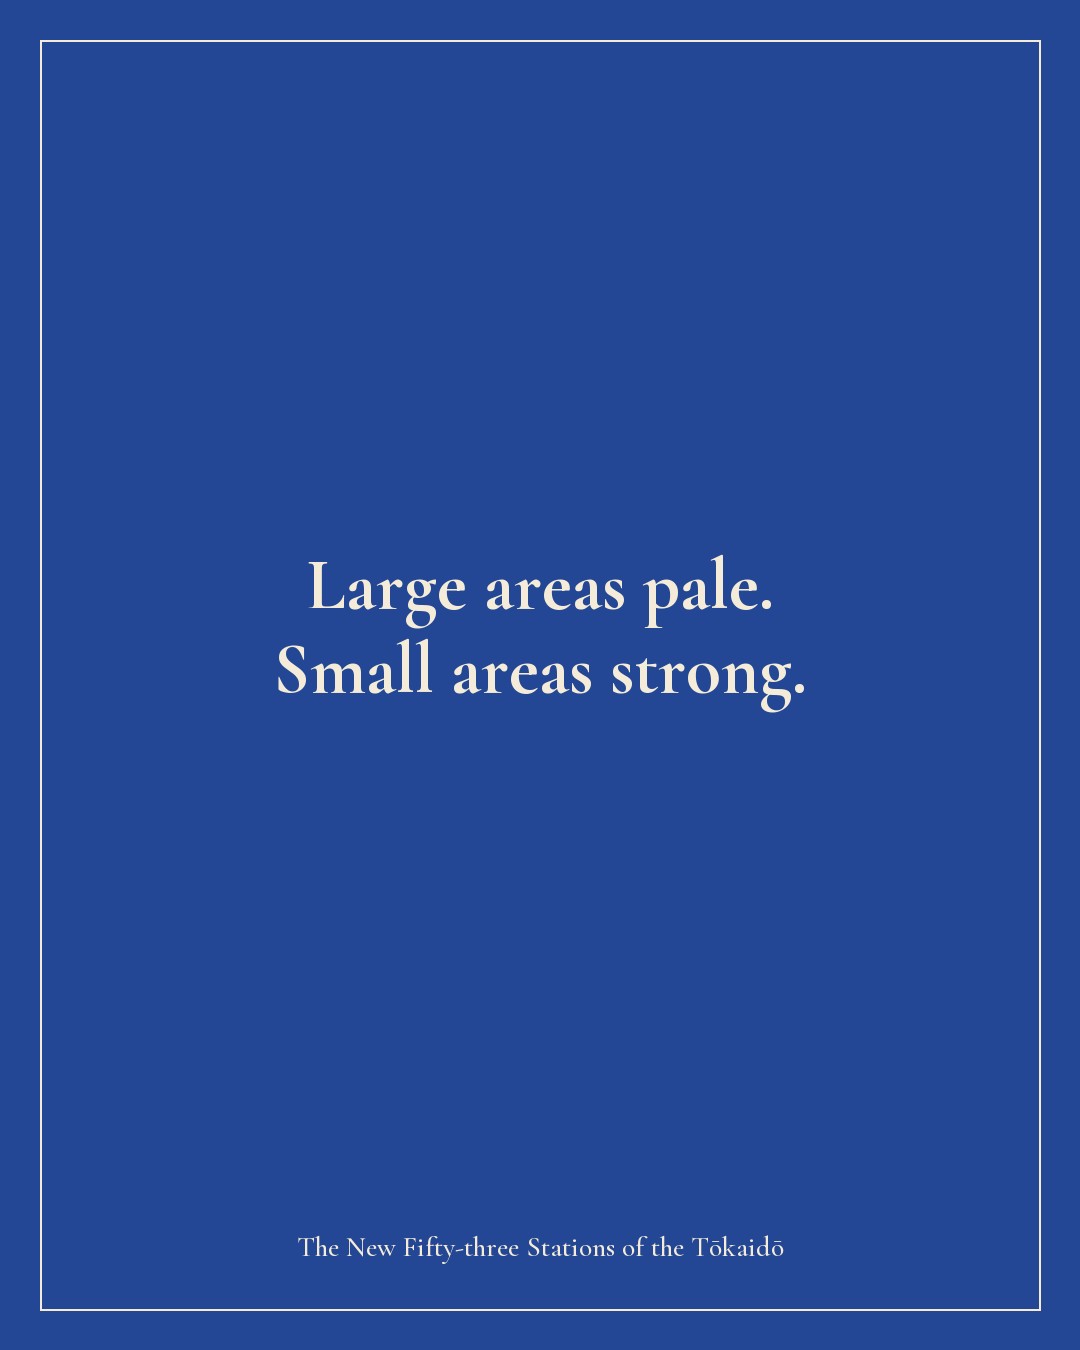 Large areas pale.
Small areas strong.
The New Fifty-three Stations of the Tōkaidō